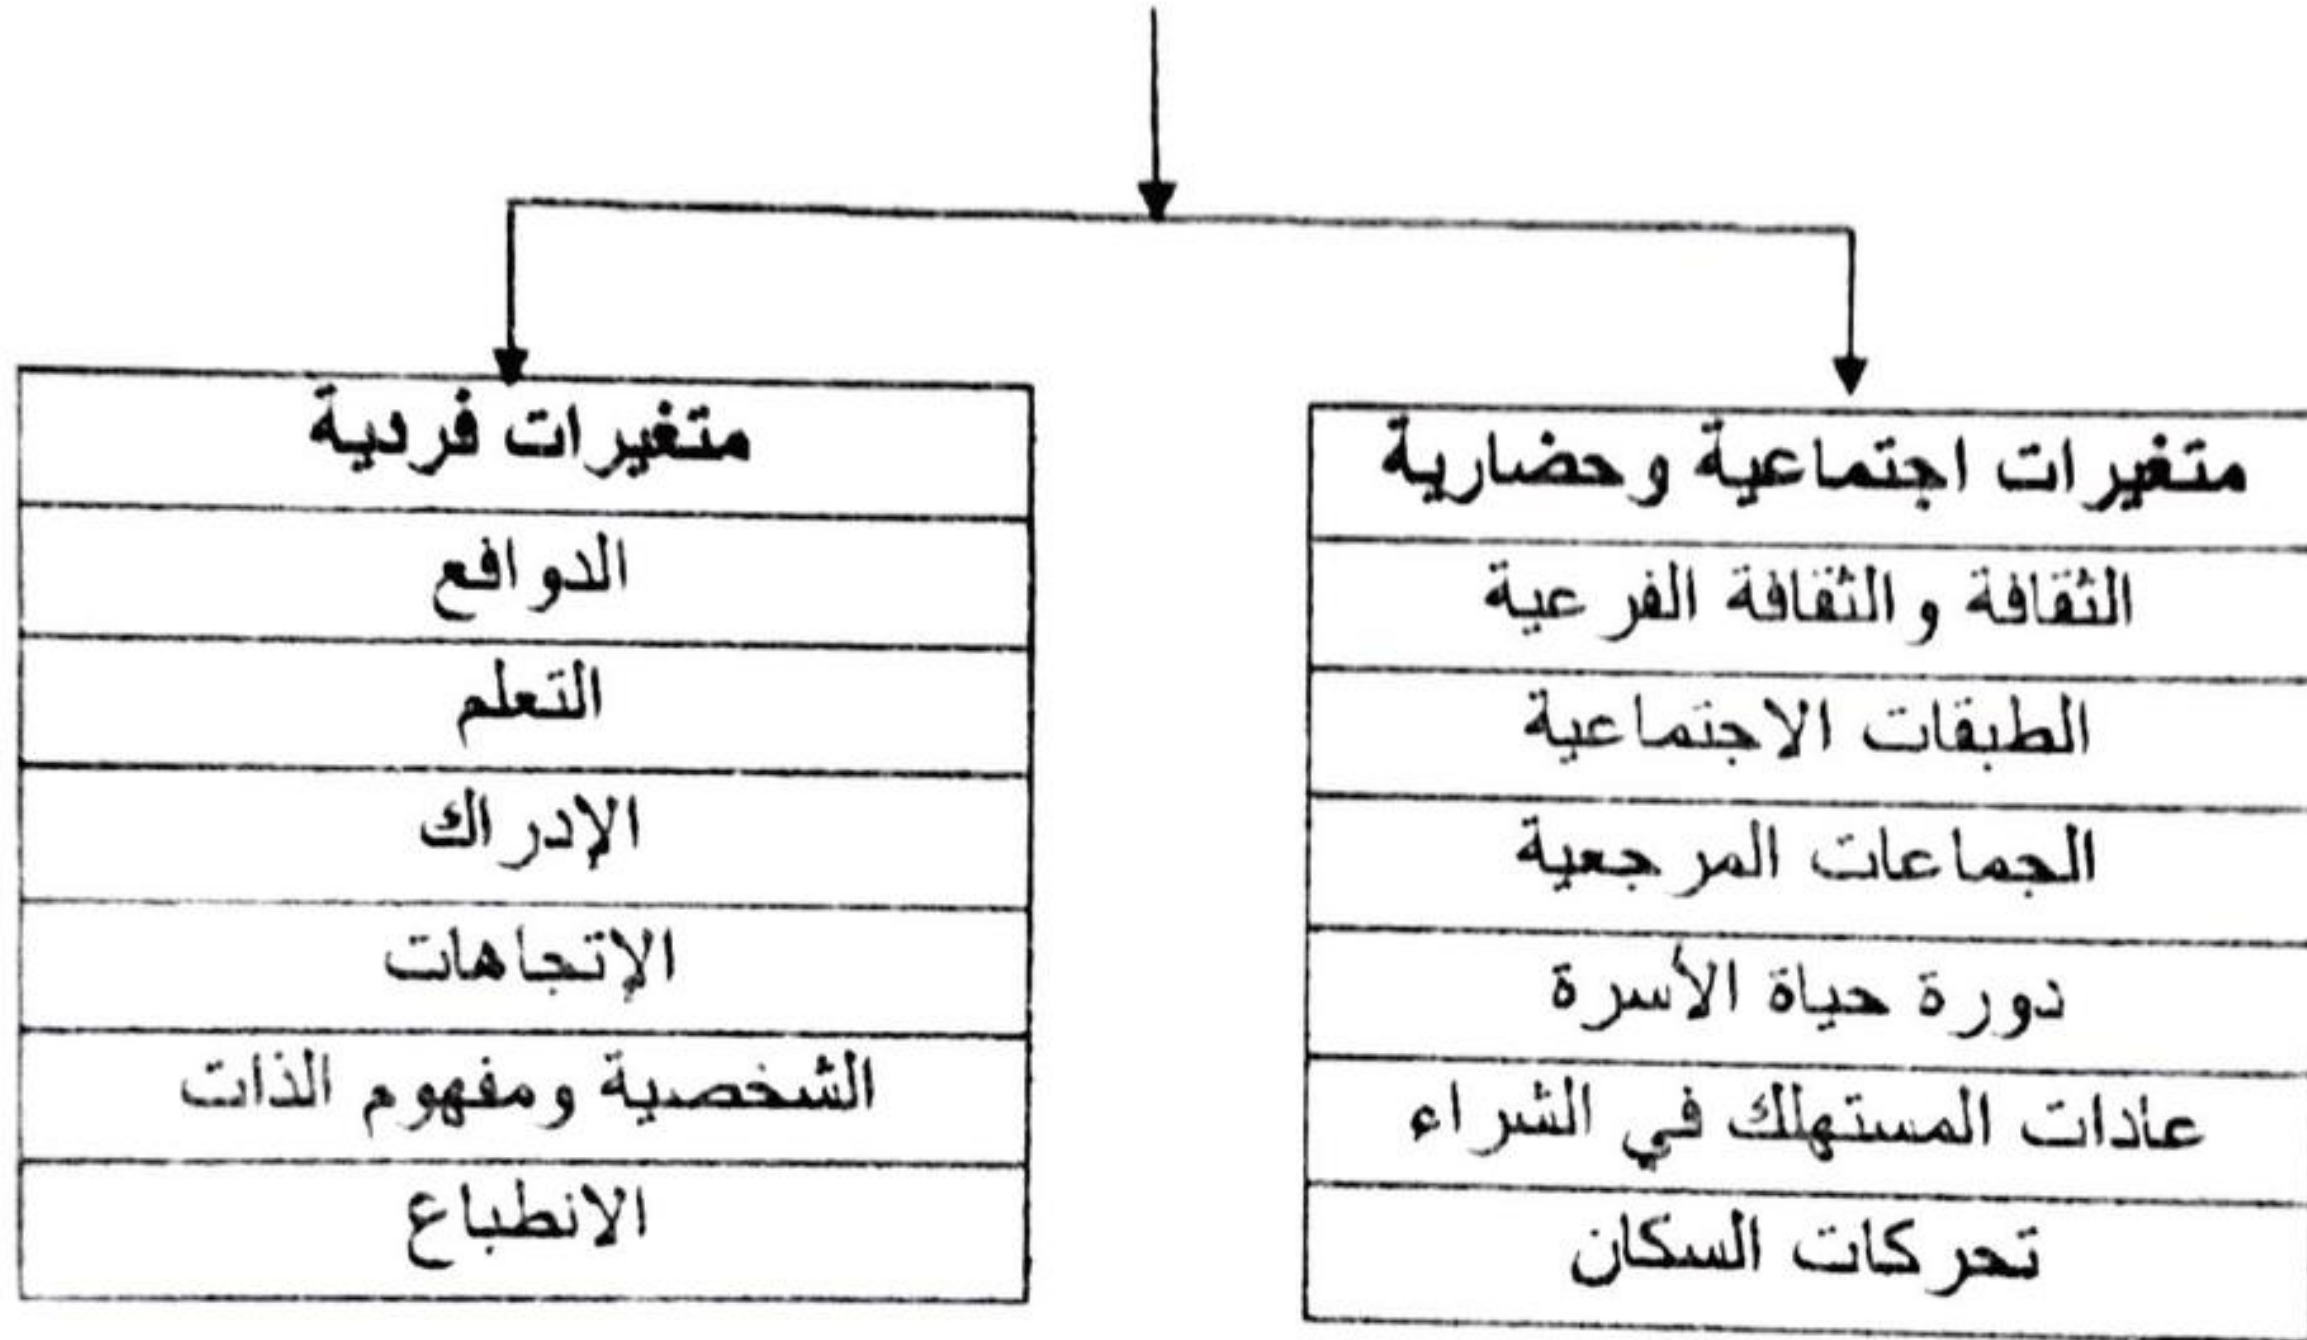 متغيرات اجتماعية وحضارية
الثقافة والثقافة الفرعية
الطبقات الاجتماعية
الجماعات المرجعية
دورة حياة الأسرة
عادات المستهلك في الشراء
تحركات السكان
متغيرات فردية
الدوافع
التعلم
الإدراك
الإتجاهات
الشخصية ومفهوم الذات
الانطباع